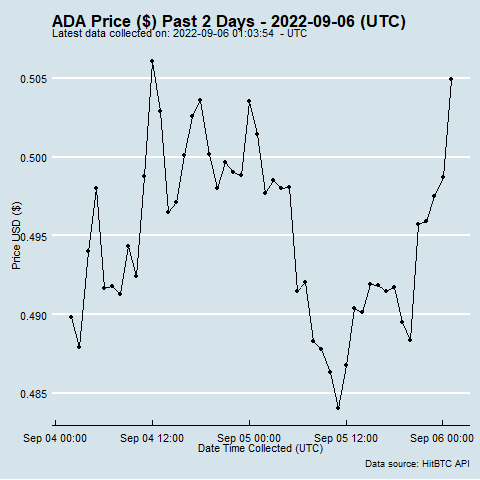 ADA Price ($) Past 2 Days - 2022-09-06 (UTC)
Latest data collected on: 2022-09-06 01:03:54 - UTC
0.505
0.500
0.495
0.490
0.485
Price USD ($)
Sep 04 00:00 Sep 04 12:00 Sep 05 00:00 Sep 05 12:00 Sep 06 00:00
Date Time Collected (UTC)
Data source: HitBTC API